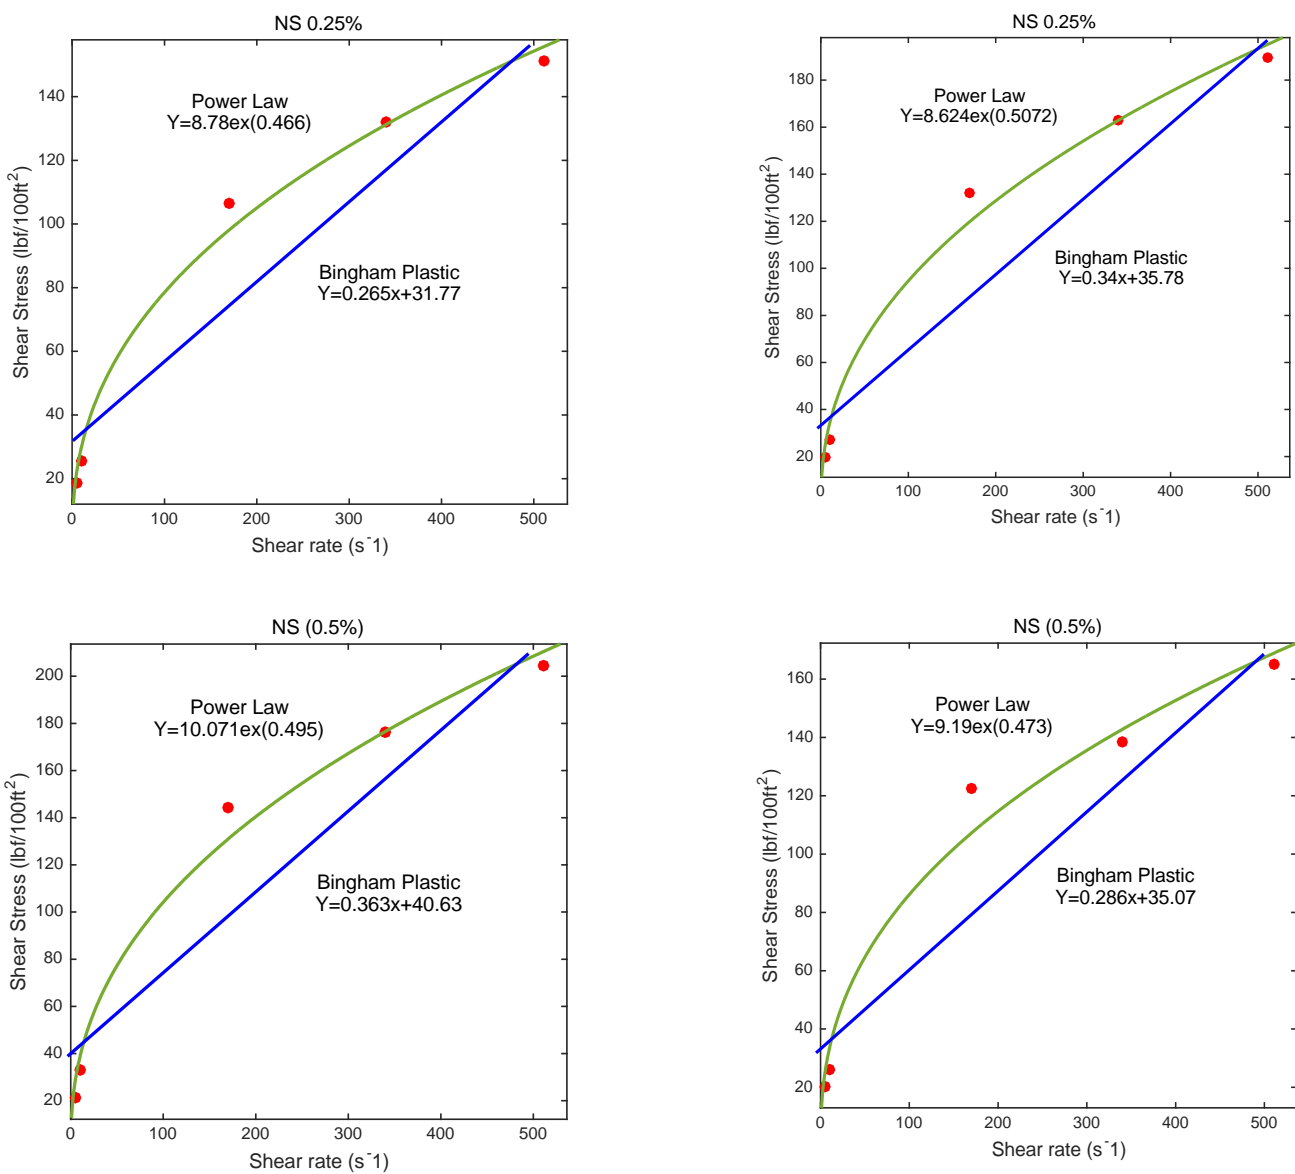 NS 0.25%
Power Law
Y=8.78ex(0.466)
Bingham Plastic
Y=0.265x+31.77
Shear Stress (lbf/100ft²)
140
120
100
80
60
40
20
0 100 200 300 400 500
Shear rate (s⁻1)
NS 0.25%
Power Law
Y=8.624ex(0.5072)
Bingham Plastic
Y=0.34x+35.78
Shear Stress (lbf/100ft²)
180
160
140
120
100
80
60
40
20
0 100 200 300 400 500
Shear rate (s⁻1)
NS (0.5%)
Power Law
Y=10.071ex(0.495)
Bingham Plastic
Y=0.363x+40.63
Shear Stress (lbf/100ft²)
200
180
160
140
120
100
80
60
40
20
0 100 200 300 400 500
Shear rate (s⁻1)
NS (0.5%)
Power Law
Y=9.19ex(0.473)
Bingham Plastic
Y=0.286x+35.07
Shear Stress (lbf/100ft²)
160
140
120
100
80
60
40
20
0 100 200 300 400 500
Shear rate (s⁻1)